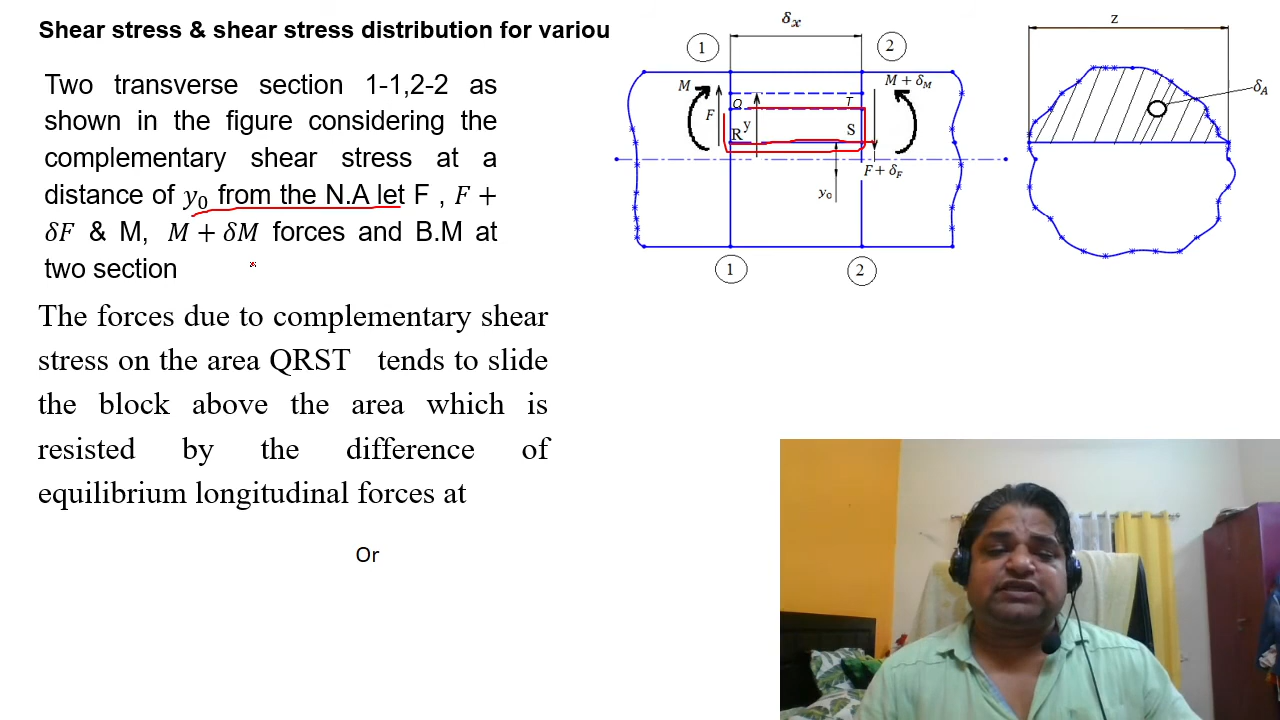 Shear stress & shear stress distribution for variou
Two transverse section 1-1,2-2 as
shown in the figure considering the
complementary shear stress at a
distance of y₀ from the N.A let F , F +
δF & M, M + δM forces and B.M at
two section
The forces due to complementary shear
stress on the area QRST tends to slide
the block above the area which is
resisted by the difference of
equilibrium longitudinal forces at
Or
δx
1
2
M
M + δM
Q
T
F
y
R
S
F + δF
y₀
1
2
z
δA